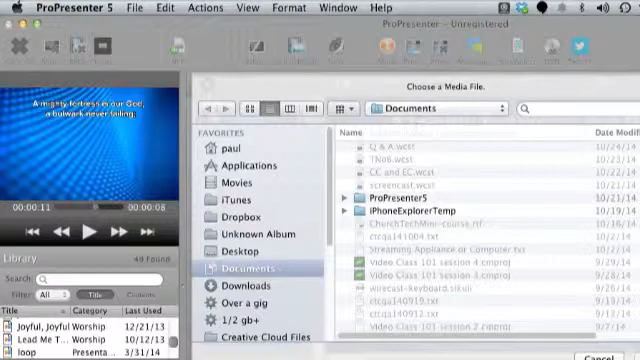 ProPresenter 5 File Edit Actions View Format Window Help
ProPresenter - Unregistered
Choose a Media File.
Documents
A mighty fortress is our God,
a bulwark never failing;
00:00:11 00:00:08
Library 49 Found
Search:
Filter: All Title Contents
Title Category Last Used
Joyful, Joyful Worship 12/21/13
Lead Me T... Worship 10/12/13
loop Presenta... 3/31/14
FAVORITES
paul
Applications
Movies
iTunes
Dropbox
Unknown Album
Desktop
Documents
Downloads
Over a gig
1/2 gb+
Creative Cloud Files
Name Date Modified
Q & A.wcst 10/24/14
TN06.wcst 10/23/14
CC and EC.wcst 10/22/14
screencast.wcst 10/21/14
ProPresenter5 10/21/14
iPhoneExplorerTemp 10/19/14
ChurchTechMini-course.rtf 10/16/14
ctcqa141004.txt
Streaming Appliance or Computer.txt
Video Class 101 session 4.cmproj 9/29/14
Video Class 101 session 3.cmproj 9/28/14
wirecast-keyboard.sikuli
ctcqa140919.txt
ctcqa140912.txt
Video Class 101 session 2.cmproj
Cancel